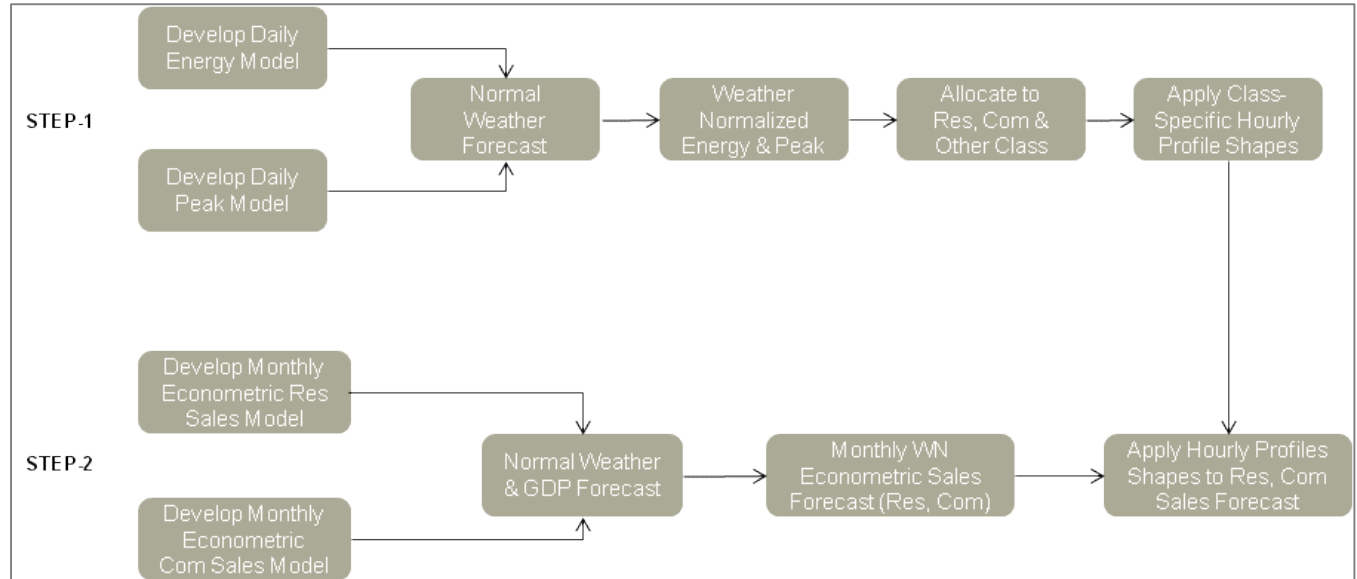 Develop Daily
Energy Model
STEP-1
Normal
Weather
Forecast
Weather
Normalized
Energy & Peak
Allocate to
Res, Com &
Other Class
Apply Class-
Specific Hourly
Profile Shapes
Develop Daily
Peak Model
Develop Monthly
Econometric Res
Sales Model
STEP-2
Normal Weather
& GDP Forecast
Monthly WN
Econometric Sales
Forecast (Res, Com)
Apply Hourly Profiles
Shapes to Res, Com
Sales Forecast
Develop Monthly
Econometric
Com Sales Model